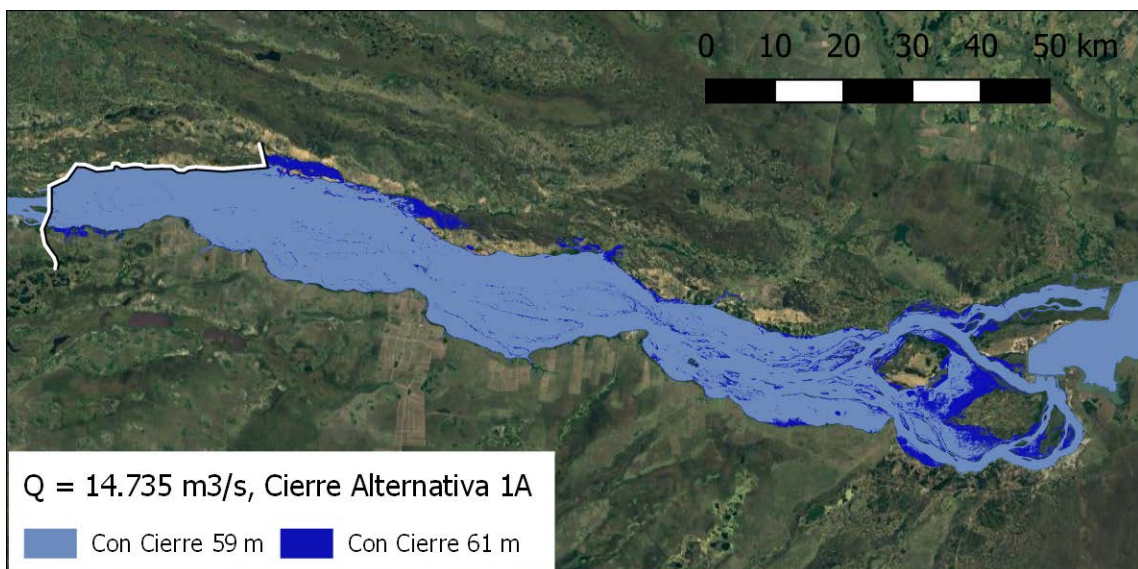 0 10 20 30 40 50 km
Q = 14.735 m3/s, Cierre Alternativa 1A
Con Cierre 59 m Con Cierre 61 m